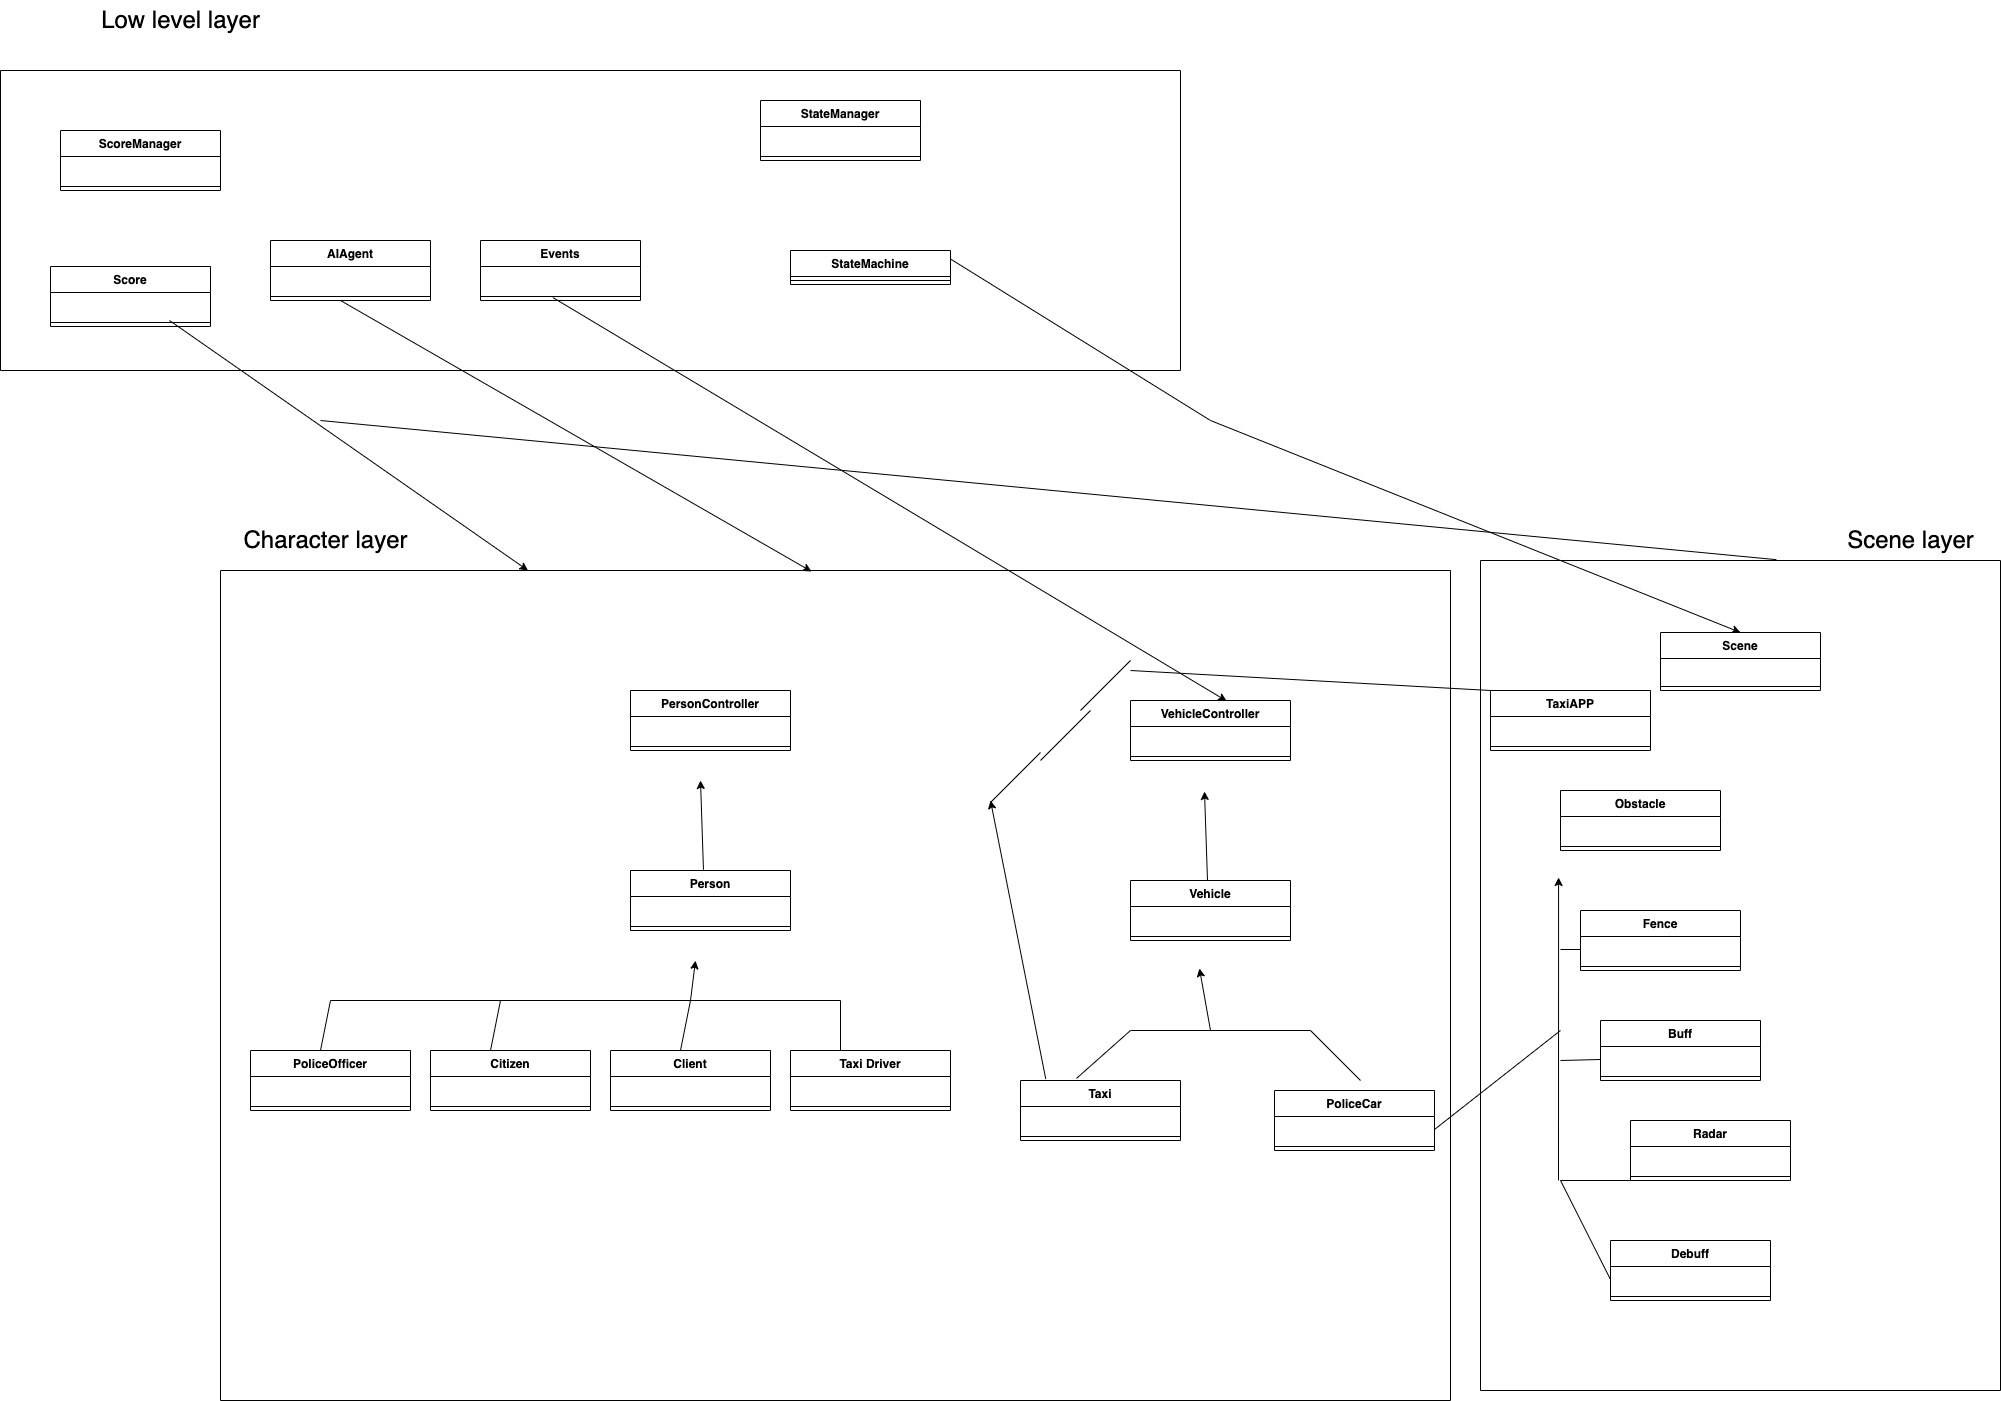 Low level layer
StateManager
ScoreManager
AIAgent
Events
StateMachine
Score
Character layer
Scene layer
Scene
PersonController
VehicleController
TaxiAPP
Obstacle
Person
Vehicle
Fence
Buff
PoliceOfficer
Citizen
Client
Taxi Driver
Taxi
PoliceCar
Radar
Debuff